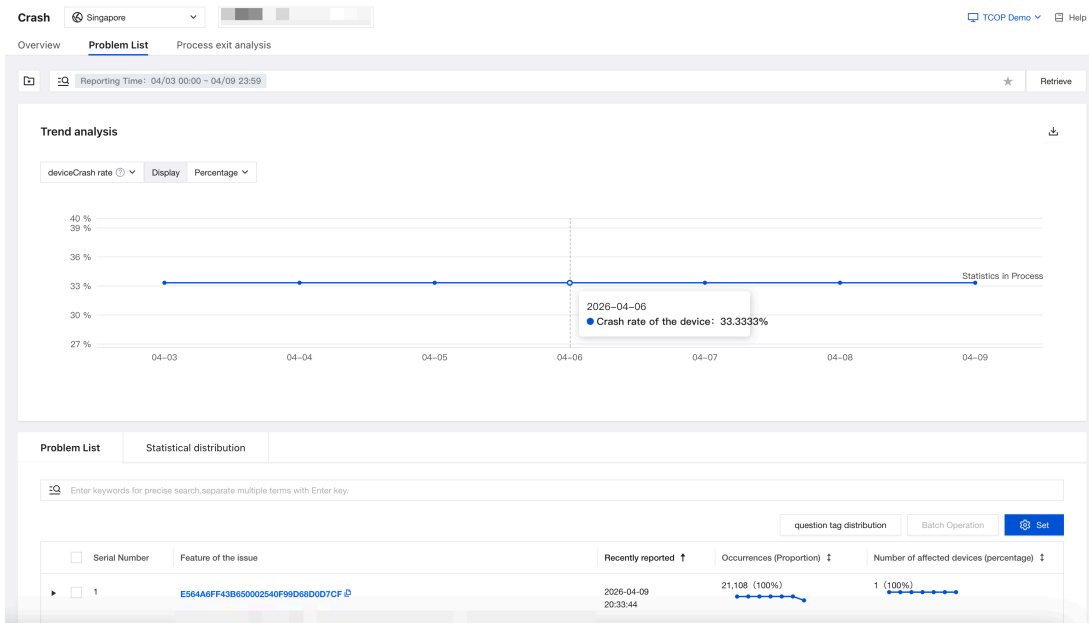 Crash Singapore TCOP Demo Help
Overview Problem List Process exit analysis
Reporting Time: 04/03 00:00 ~ 04/09 23:59 Retrieve
Trend analysis
deviceCrash rate Display Percentage
40 %
39 %
36 %
Statistics in Process
33 %
2026-04-06
30 %
Crash rate of the device: 33.3333%
27 %
04-03 04-04 04-05 04-06 04-07 04-08 04-09
Problem List Statistical distribution
Enter keywords for precise search,separate multiple terms with Enter key.
question tag distribution Batch Operation Set
Serial Number Feature of the issue Recently reported Occurrences (Proportion) Number of affected devices (percentage)
1 E564A6FF43B650002540F99D68D0D7CF 2026-04-09 21,108 (100%) 1 (100%)
20:33:44